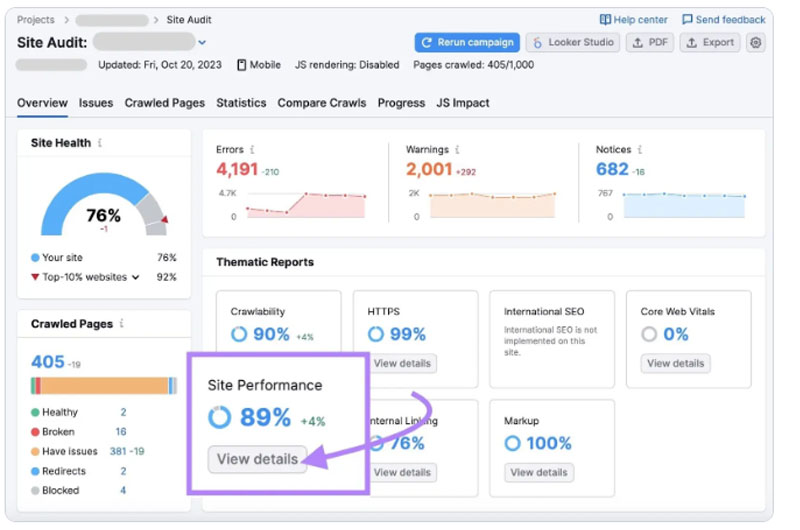 Projects > > Site Audit
Help center
Send feedback
Site Audit:
Rerun campaign
Looker Studio
PDF
Export
Updated: Fri, Oct 20, 2023
Mobile
JS rendering: Disabled
Pages crawled: 405/1,000
Overview Issues Crawled Pages Statistics Compare Crawls Progress JS Impact
Site Health i
76%
-1
Your site 76%
Top-10% websites 92%
Errors i
4,191 -210
4.7K
0
Warnings i
2,001 +292
2K
0
Notices i
682 -16
767
0
Thematic Reports
Crawlability
90% +4%
HTTPS
99%
View details
International SEO
International SEO is not
implemented on this
site.
Core Web Vitals
0%
View details
Crawled Pages i
405 -19
Healthy 2
Broken 16
Have issues 381 -19
Redirects 2
Blocked 4
Site Performance
89% +4%
View details
Internal Linking
76%
View details
Markup
100%
View details